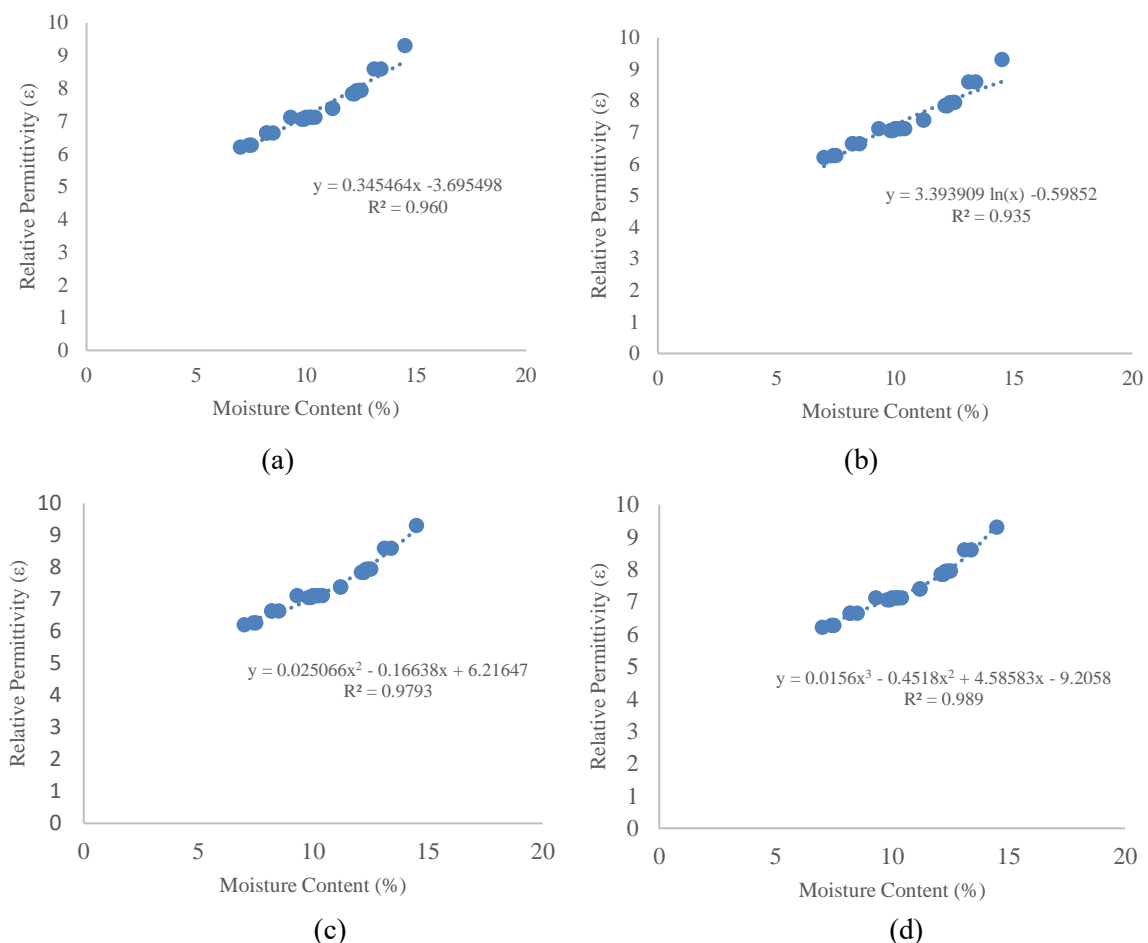 10
9
8
7
6
5
4
3
2
1
0
Relative Permittivity (ε)
y = 0.345464x -3.695498
R² = 0.960
0 5 10 15 20
Moisture Content (%)
(a)
10
9
8
7
6
5
4
3
2
1
0
Relative Permittivity (ε)
y = 3.393909 ln(x) -0.59852
R² = 0.935
0 5 10 15 20
Moisture Content (%)
(b)
10
9
8
7
6
5
4
3
2
1
0
Relative Permittivity (ε)
y = 0.025066x² - 0.16638x + 6.21647
R² = 0.9793
0 5 10 15 20
Moisture Content (%)
(c)
10
9
8
7
6
5
4
3
2
1
0
Relative Permittivity (ε)
y = 0.0156x³ - 0.4518x² + 4.58583x - 9.2058
R² = 0.989
0 5 10 15 20
Moisture Content (%)
(d)